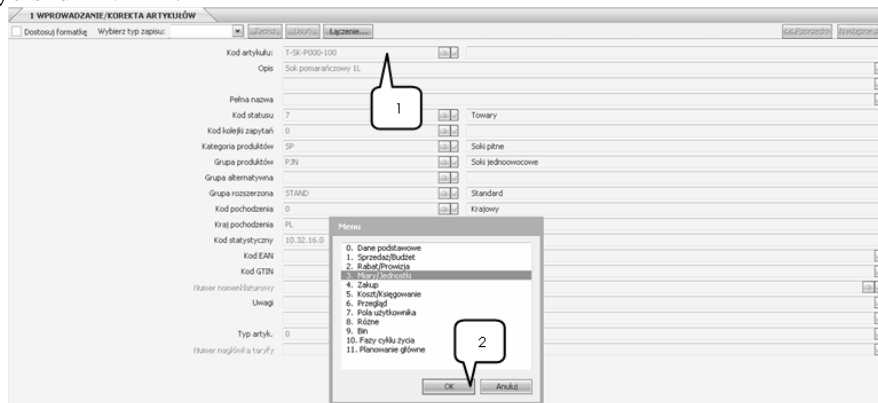 1 WPROWADZANIE/KOREKTA ARTYKUŁÓW
Dostosuj formatkę Wybierz typ zapisu: Zapisz Usuń Łączenie.... <<Poprzedni Następne
Kod artykułu: T-SK-P000-100
Opis Sok pomarańczowy 1L
Pełna nazwa
1
Kod statusu 7 Towary
Kod kolejki zapytań 0
Kategoria produktów SP Soki pitne
Grupa produktów PJN Soki jednoowocowe
Grupa alternatywna
Grupa rozszerzona STAND Standard
Kod pochodzenia 0 Krajowy
Kraj pochodzenia PL
Kod statystyczny 10.32.16.0
Kod EAN
Kod GTIN
Numer nomenklaturowy
Uwagi
Typ artyk. 0
Numer nagłówka taryfy
Menu
0. Dane podstawowe
1. Sprzedaż/Budżet
2. Rabat/Prowizja
3. Miary/Jednostki
4. Zakup
5. Koszt/Księgowanie
6. Przegląd
7. Pola użytkownika
8. Różne
9. Bin
10. Fazy cyklu życia
11. Planowanie główne
2
OK Anuluj